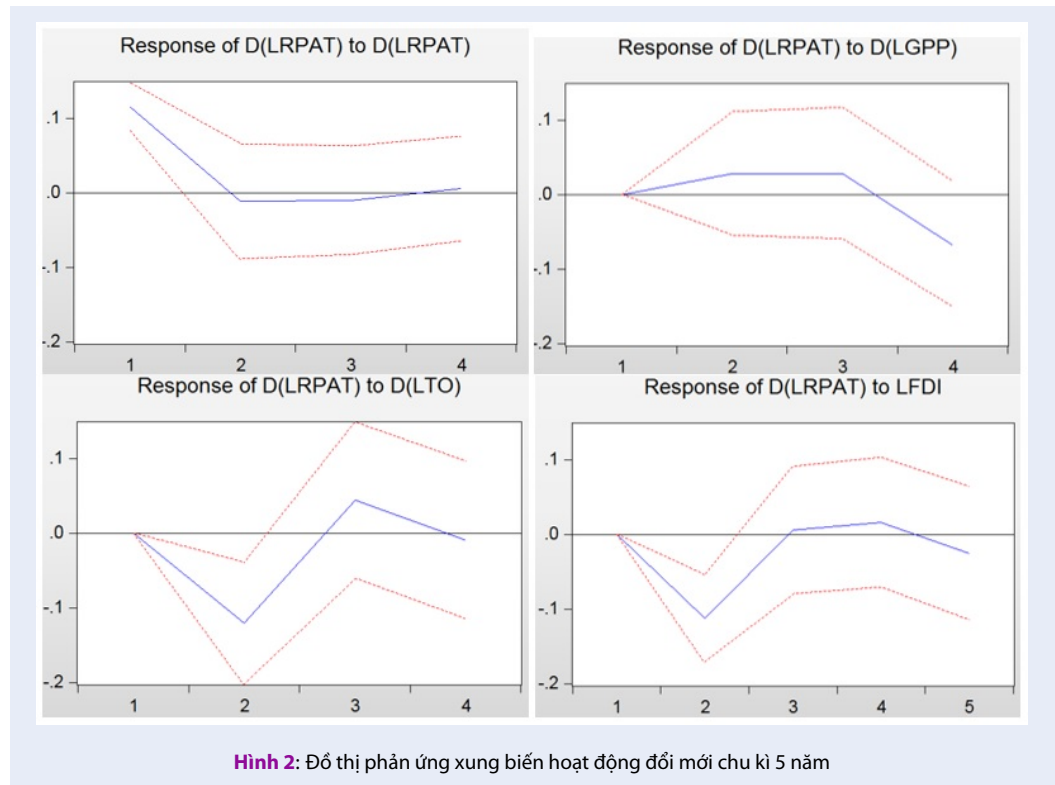 Response of D(LRPAT) to D(LRPAT)
.1
.0
-.1
-.2
1 2 3 4
Response of D(LRPAT) to D(LGPP)
.1
.0
-.1
-.2
1 2 3 4
Response of D(LRPAT) to D(LTO)
.1
.0
-.1
-.2
1 2 3 4
Response of D(LRPAT) to LFDI
.1
.0
-.1
-.2
1 2 3 4 5
Hình 2: Đồ thị phản ứng xung biến hoạt động đổi mới chu kì 5 năm